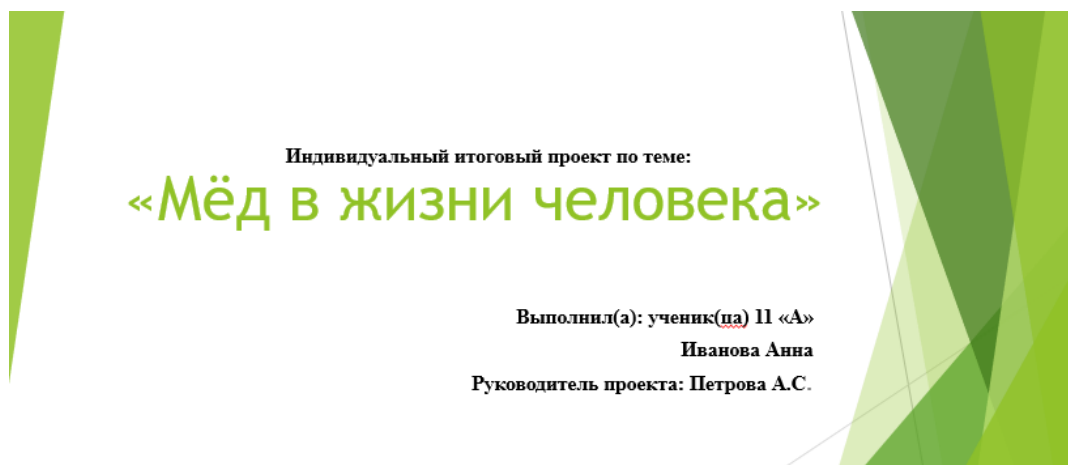 Индивидуальный итоговый проект по теме:
«Мёд в жизни человека»
Выполнил(а): ученик(ца) 11 «А»
Иванова Анна
Руководитель проекта: Петрова А.С.